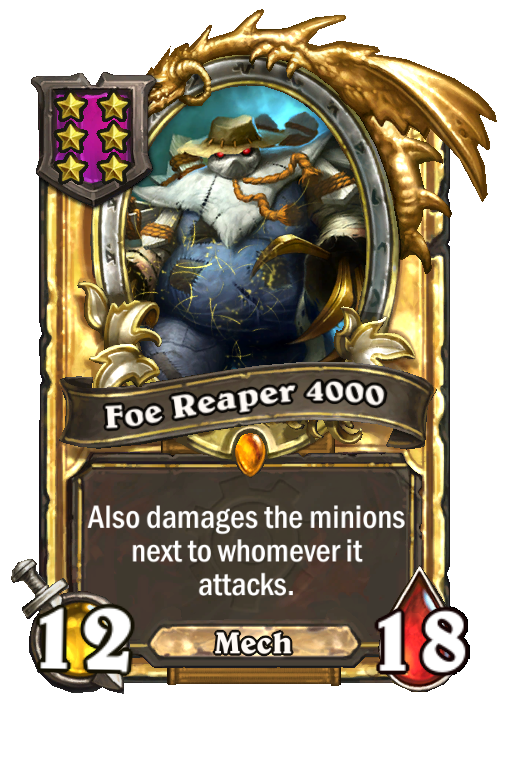 Foe Reaper 4000
Also damages the minions
next to whomever it
attacks.
12
Mech
18